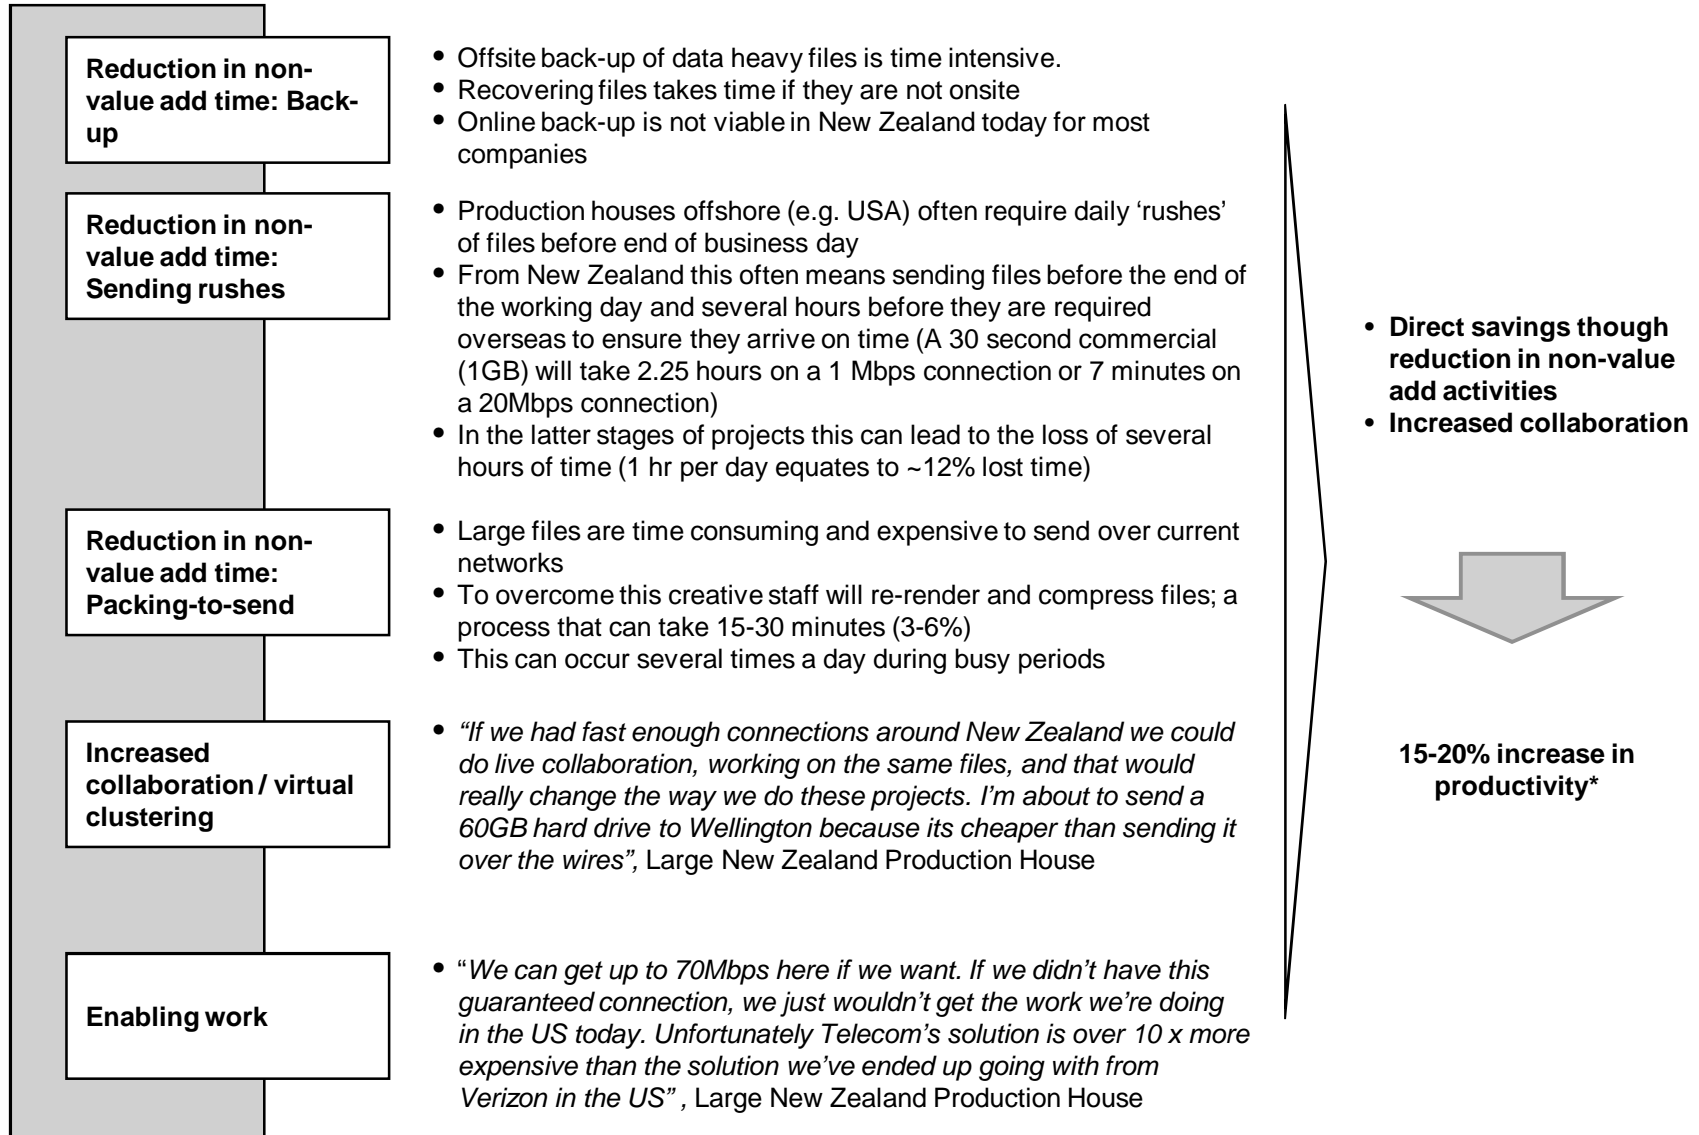 Reduction in non-
value add time: Back-
up
• Offsite back-up of data heavy files is time intensive.
• Recovering files takes time if they are not onsite
• Online back-up is not viable in New Zealand today for most
companies
Reduction in non-
value add time:
Sending rushes
• Production houses offshore (e.g. USA) often require daily ‘rushes’
of files before end of business day
• From New Zealand this often means sending files before the end of
the working day and several hours before they are required
overseas to ensure they arrive on time (A 30 second commercial
(1GB) will take 2.25 hours on a 1 Mbps connection or 7 minutes on
a 20Mbps connection)
• In the latter stages of projects this can lead to the loss of several
hours of time (1 hr per day equates to ~12% lost time)
Reduction in non-
value add time:
Packing-to-send
• Large files are time consuming and expensive to send over current
networks
• To overcome this creative staff will re-render and compress files; a
process that can take 15-30 minutes (3-6%)
• This can occur several times a day during busy periods
Increased
collaboration / virtual
clustering
• “If we had fast enough connections around New Zealand we could
do live collaboration, working on the same files, and that would
really change the way we do these projects. I’m about to send a
60GB hard drive to Wellington because its cheaper than sending it
over the wires”, Large New Zealand Production House
Enabling work
• “We can get up to 70Mbps here if we want. If we didn’t have this
guaranteed connection, we just wouldn’t get the work we’re doing
in the US today. Unfortunately Telecom’s solution is over 10 x more
expensive than the solution we’ve ended up going with from
Verizon in the US” , Large New Zealand Production House
• Direct savings though
reduction in non-value
add activities
• Increased collaboration
15-20% increase in
productivity*